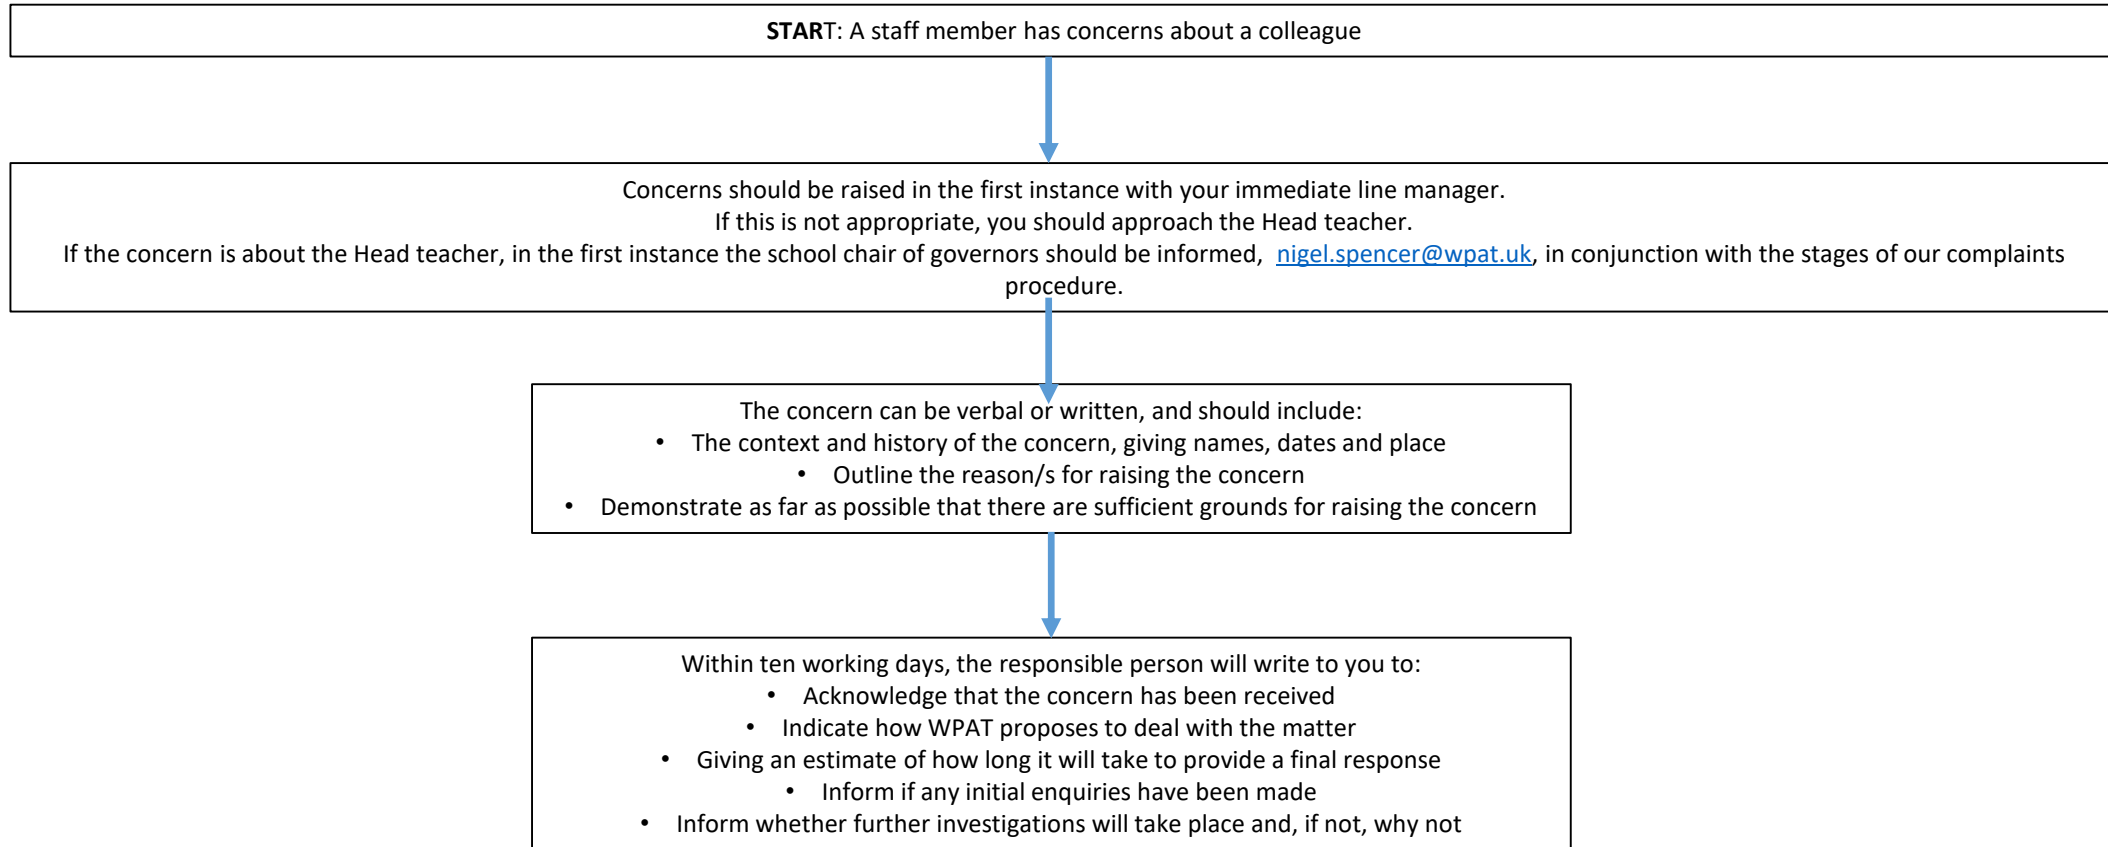 START: A staff member has concerns about a colleague
Concerns should be raised in the first instance with your immediate line manager.
If this is not appropriate, you should approach the Head teacher.
If the concern is about the Head teacher, in the first instance the school chair of governors should be informed, nigel.spencer@wpat.uk, in conjunction with the stages of our complaints
procedure.
The concern can be verbal or written, and should include:
• The context and history of the concern, giving names, dates and place
• Outline the reason/s for raising the concern
• Demonstrate as far as possible that there are sufficient grounds for raising the concern
Within ten working days, the responsible person will write to you to:
• Acknowledge that the concern has been received
• Indicate how WPAT proposes to deal with the matter
• Giving an estimate of how long it will take to provide a final response
• Inform if any initial enquiries have been made
• Inform whether further investigations will take place and, if not, why not